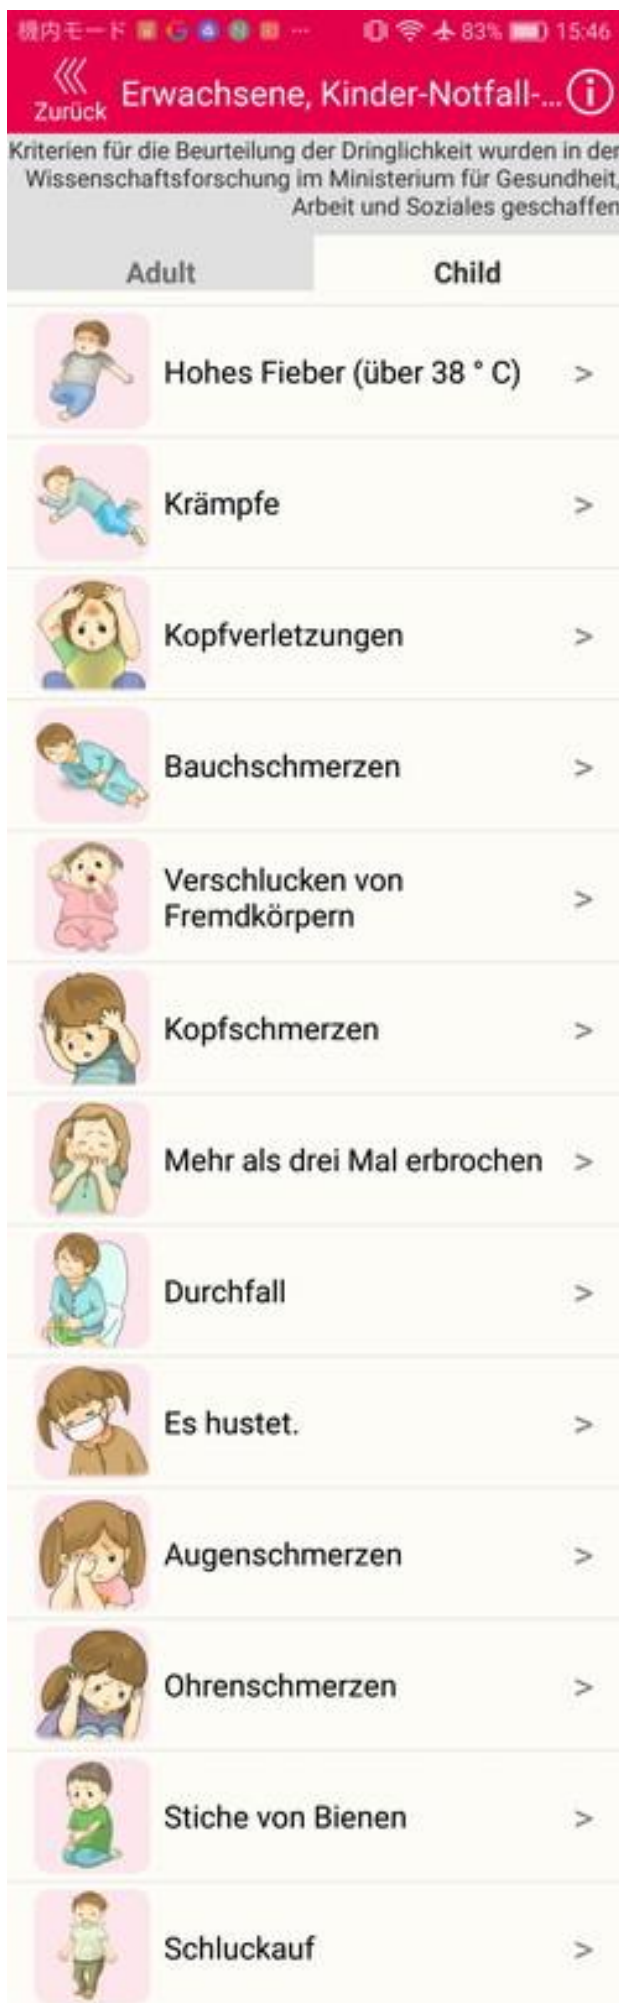 機内モード ... 83% 15:46
Zurück Erwachsene, Kinder-Notfall-...
Kriterien für die Beurteilung der Dringlichkeit wurden in der
Wissenschaftsforschung im Ministerium für Gesundheit,
Arbeit und Soziales geschaffen
Adult Child
Hohes Fieber (über 38 ° C) >
Krämpfe >
Kopfverletzungen >
Bauchschmerzen >
Verschlucken von
Fremdkörpern >
Kopfschmerzen >
Mehr als drei Mal erbrochen >
Durchfall >
Es hustet. >
Augenschmerzen >
Ohrenschmerzen >
Stiche von Bienen >
Schluckauf >